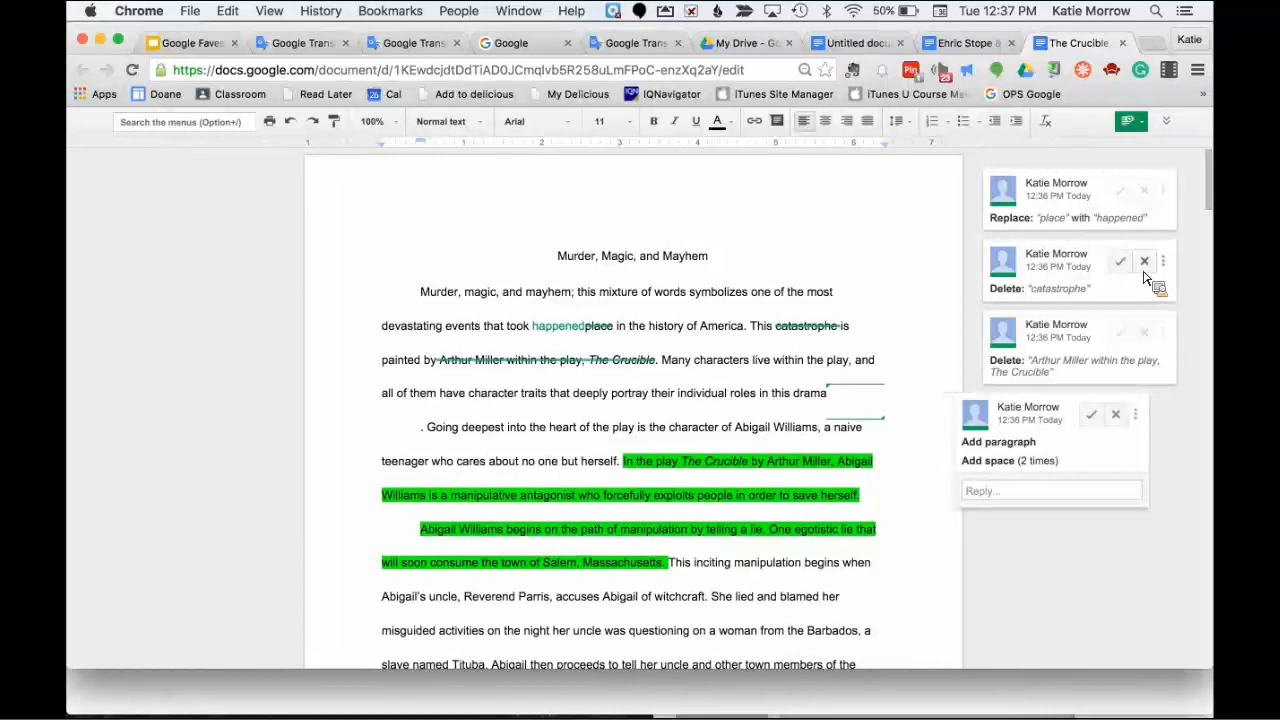 Chrome File Edit View History Bookmarks People Window Help 50% Tue 12:37 PM Katie Morrow
Google Faves Google Trans Google Trans Google Google Trans My Drive - Go Untitled docu Enric Stope & The Crucible Katie
https://docs.google.com/document/d/1KEwdcjdtDdTiAD0JCmqIvb5R258uLmFPoC-enzXq2aY/edit Pin 1 23
Apps Doane Classroom Read Later 26 Cal Add to delicious My Delicious IQN IQNavigator iTunes Site Manager iTunes U Course Ma OPS Google »
Search the menus (Option+/) 100% Normal text Arial 11 B I U A
1 1 2 3 4 5 6 7
Murder, Magic, and Mayhem
Murder, magic, and mayhem; this mixture of words symbolizes one of the most
devastating events that took happenedplace in the history of America. This catastrophe is
painted by Arthur Miller within the play, The Crucible. Many characters live within the play, and
all of them have character traits that deeply portray their individual roles in this drama
. Going deepest into the heart of the play is the character of Abigail Williams, a naive
teenager who cares about no one but herself. In the play The Crucible by Arthur Miller, Abigail
Williams is a manipulative antagonist who forcefully exploits people in order to save herself.
Abigail Williams begins on the path of manipulation by telling a lie. One egotistic lie that
will soon consume the town of Salem, Massachusetts. This inciting manipulation begins when
Abigail's uncle, Reverend Parris, accuses Abigail of witchcraft. She lied and blamed her
misguided activities on the night her uncle was questioning on a woman from the Barbados, a
slave named Tituba. Abigail then proceeds to tell her uncle and other town members of the
Katie Morrow
12:36 PM Today
Replace: “place” with “happened”
Katie Morrow
12:36 PM Today
Delete: “catastrophe”
Katie Morrow
12:36 PM Today
Delete: “Arthur Miller within the play,
The Crucible”
Katie Morrow
12:36 PM Today
Add paragraph
Add space (2 times)
Reply...